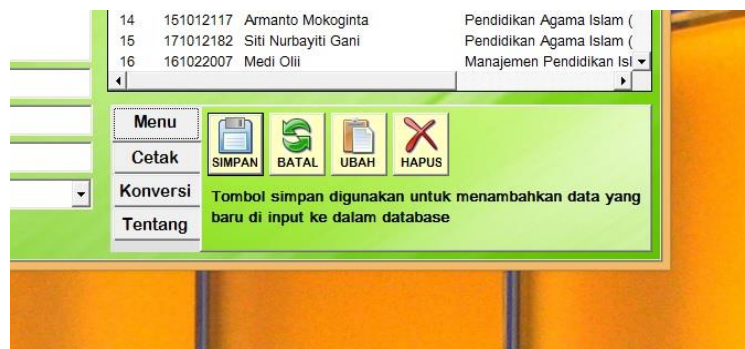 14 151012117 Armanto Mokoginta Pendidikan Agama Islam (
15 171012182 Siti Nurbayiti Gani Pendidikan Agama Islam (
16 161022007 Medi Olii Manajemen Pendidikan Isl
Menu
Cetak
Konversi
Tentang
SIMPAN BATAL UBAH HAPUS
Tombol simpan digunakan untuk menambahkan data yang
baru di input ke dalam database